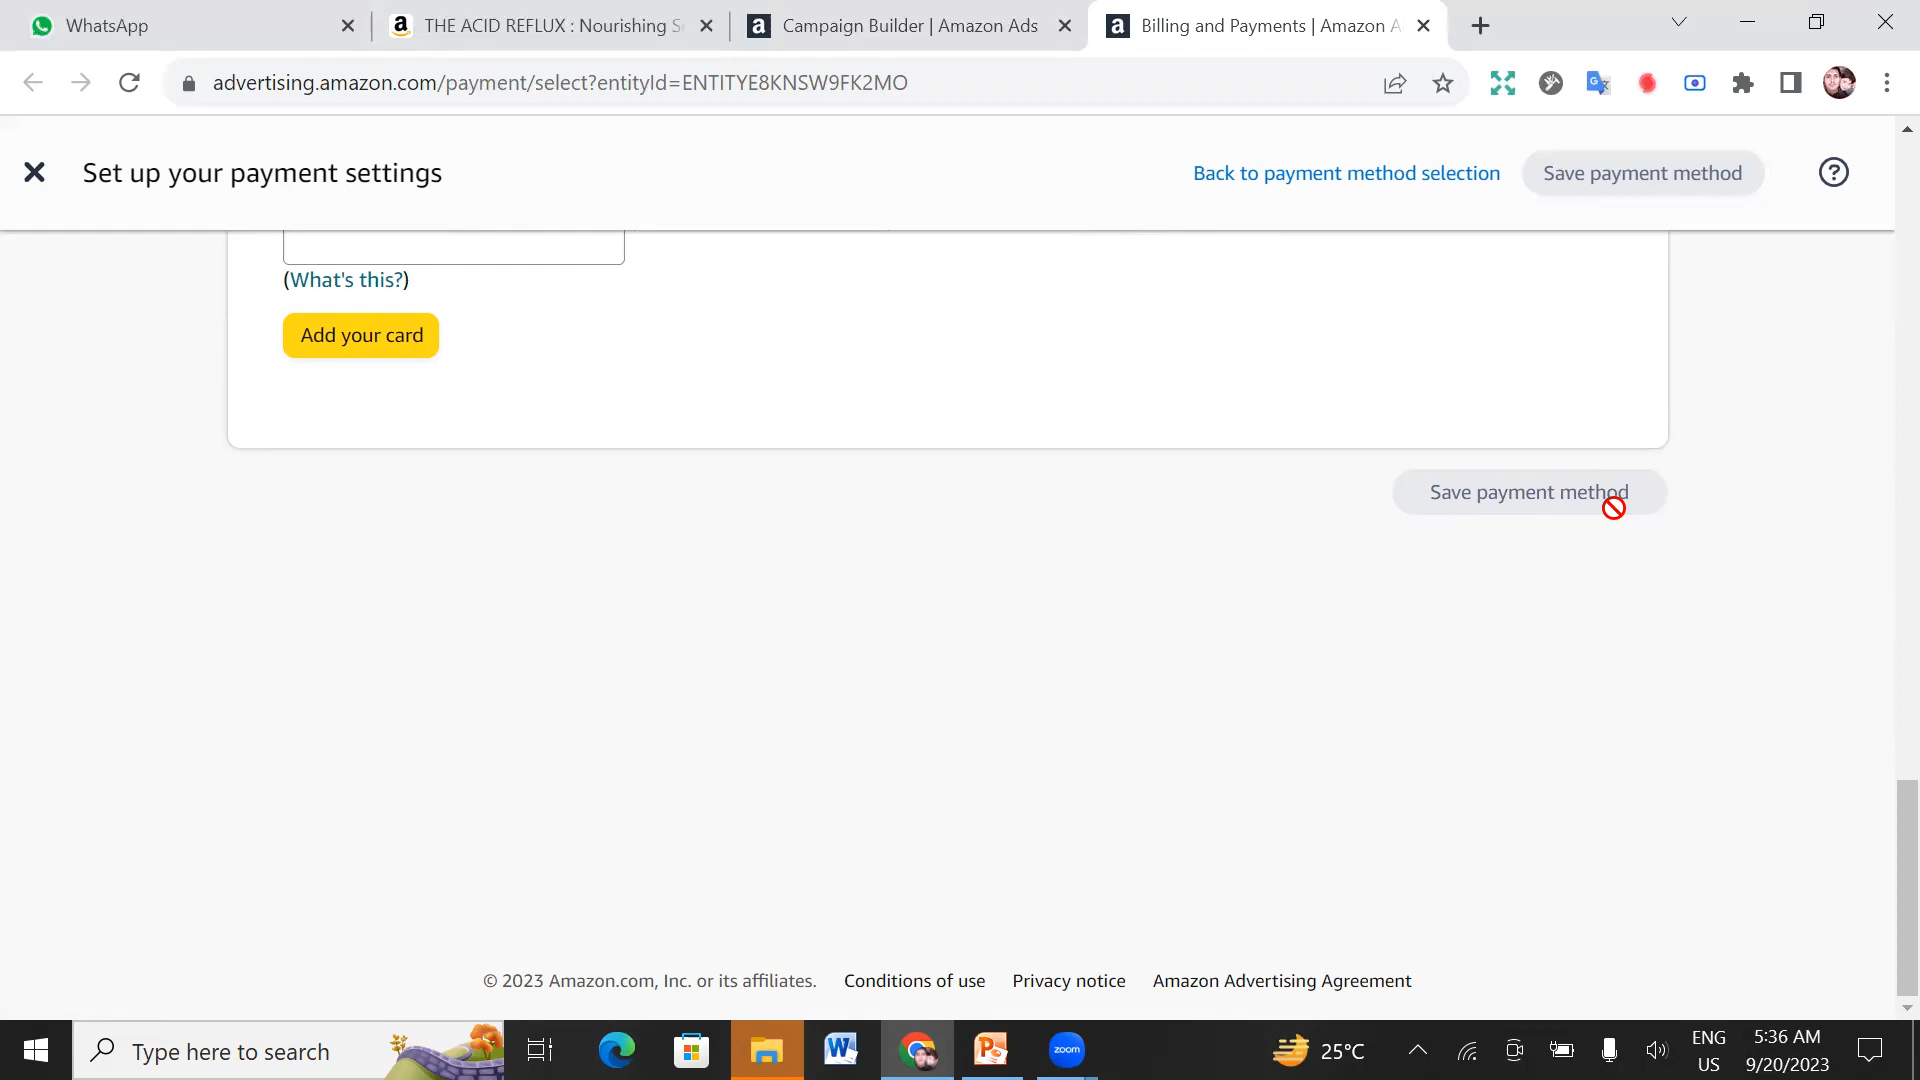 WhatsApp
THE ACID REFLUX : Nourishing S
Campaign Builder | Amazon Ads
Billing and Payments | Amazon A
advertising.amazon.com/payment/select?entityId=ENTITYE8KNSW9FK2MO
Set up your payment settings
Back to payment method selection
Save payment method
(What's this?)
Add your card
Save payment method
© 2023 Amazon.com, Inc. or its affiliates.
Conditions of use
Privacy notice
Amazon Advertising Agreement
Type here to search
zoom
25°C
ENG
US
5:36 AM
9/20/2023